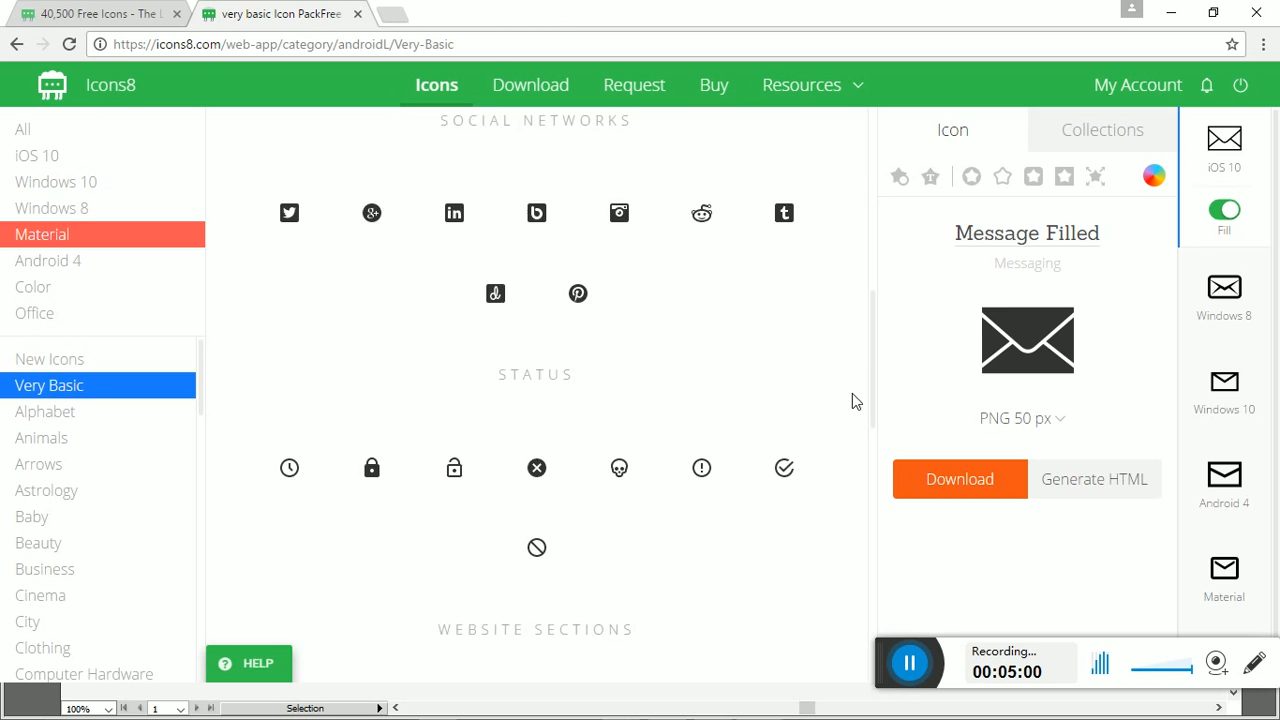 40,500 Free Icons - The
very basic Icon PackFree
https://icons8.com/web-app/category/androidL/Very-Basic
Icons8
Icons
Download
Request
Buy
Resources
My Account
All
iOS 10
Windows 10
Windows 8
Material
Android 4
Color
Office
New Icons
Very Basic
Alphabet
Animals
Arrows
Astrology
Baby
Beauty
Business
Cinema
City
Clothing
Computer Hardware
SOCIAL NETWORKS
STATUS
WEBSITE SECTIONS
HELP
Icon
Collections
Message Filled
Messaging
PNG 50 px
Download
Generate HTML
iOS 10
Fill
Windows 8
Windows 10
Android 4
Material
Recording...
00:05:00
100%
1
Selection